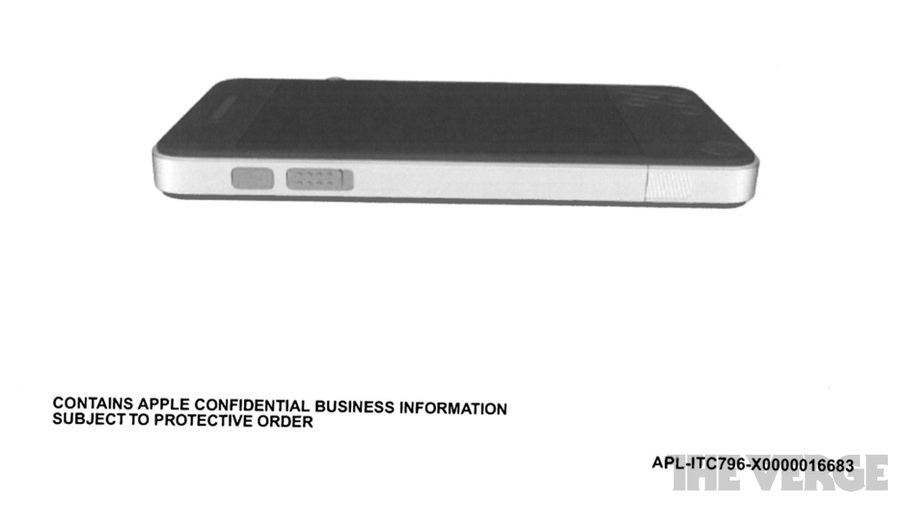 CONTAINS APPLE CONFIDENTIAL BUSINESS INFORMATION
SUBJECT TO PROTECTIVE ORDER
APL-ITC796-X0000016683
THE VERGE